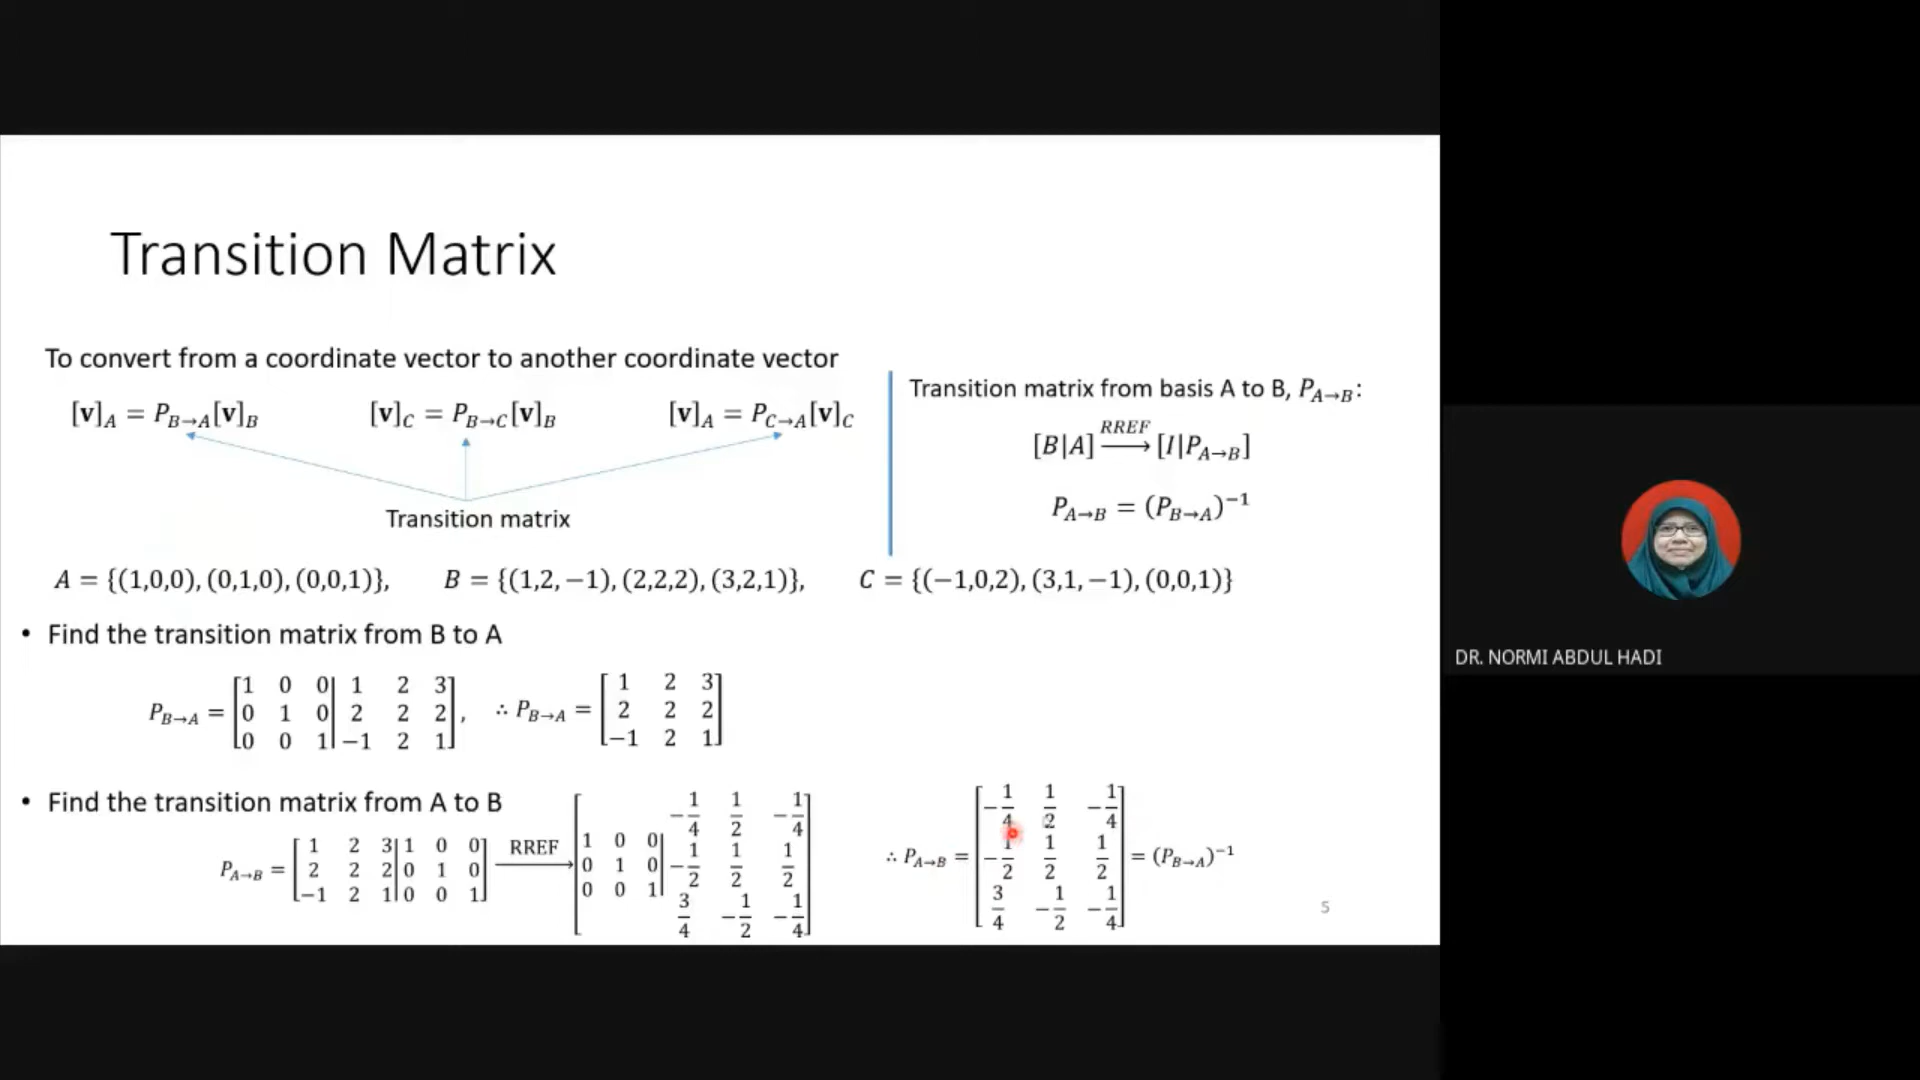 Transition Matrix
To convert from a coordinate vector to another coordinate vector
[v]_A = P_{B→A}[v]_B    [v]_C = P_{B→C}[v]_B    [v]_A = P_{C→A}[v]_C
Transition matrix
Transition matrix from basis A to B, P_{A→B}:
[B|A] \xrightarrow{RREF} [I|P_{A→B}]
P_{A→B} = (P_{B→A})^{−1}
A = {(1,0,0), (0,1,0), (0,0,1)},    B = {(1,2,−1), (2,2,2), (3,2,1)},    C = {(−1,0,2), (3,1,−1), (0,0,1)}
• Find the transition matrix from B to A
P_{B→A} = [1 0 0 | 1 2 3; 0 1 0 | 2 2 2; 0 0 1 | −1 2 1],    ∴ P_{B→A} = [1 2 3; 2 2 2; −1 2 1]
• Find the transition matrix from A to B
P_{A→B} = [1 2 3 | 1 0 0; 2 2 2 | 0 1 0; −1 2 1 | 0 0 1] \xrightarrow{RREF} [1 0 0 | −1/4 1/2 −1/4; 0 1 0 | −1/2 1/2 1/2; 0 0 1 | 3/4 −1/2 −1/4]    ∴ P_{A→B} = [−1/4 1/2 −1/4; −1/2 1/2 1/2; 3/4 −1/2 −1/4] = (P_{B→A})^{−1}
5
DR. NORMI ABDUL HADI